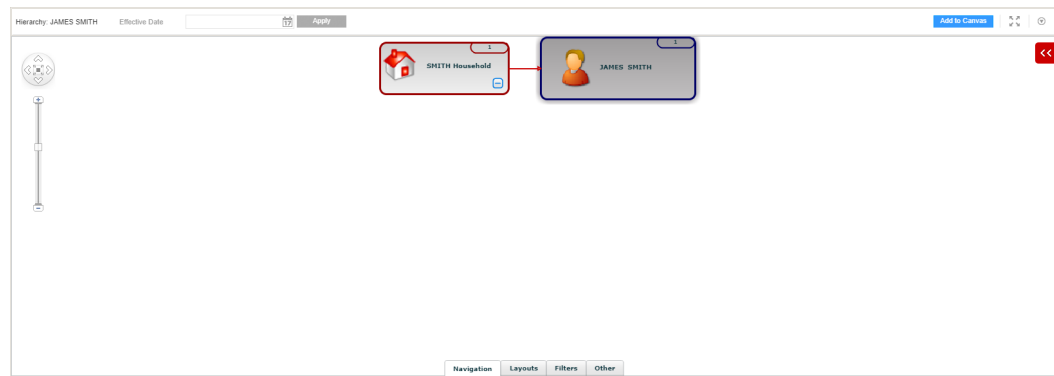 Hierarchy: JAMES SMITH Effective Date 17 Apply Add to Canvas
1 1
SMITH Household JAMES SMITH
Navigation Layouts Filters Other